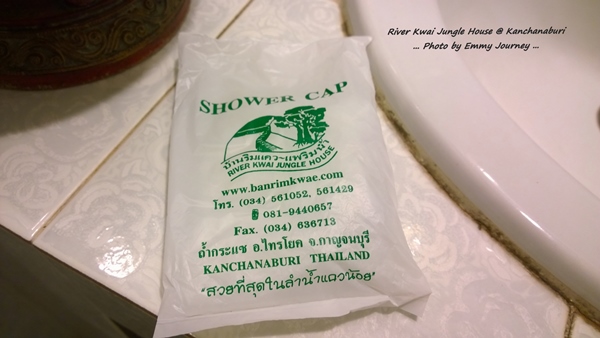 River Kwai Jungle House @ Kanchanaburi
... Photo by Emmy Journey ...
SHOWER CAP
บ้านริมแคว-แพริมน้ำ
RIVER KWAI JUNGLE HOUSE
www.banrimkwae.com
โทร. (034) 561052, 561429
081-9440657
Fax. (034) 636713
ถ้ำกระแซ อ.ไทรโยค จ.กาญจนบุรี
KANCHANABURI THAILAND
"สวยที่สุดในลำน้ำแควน้อย"